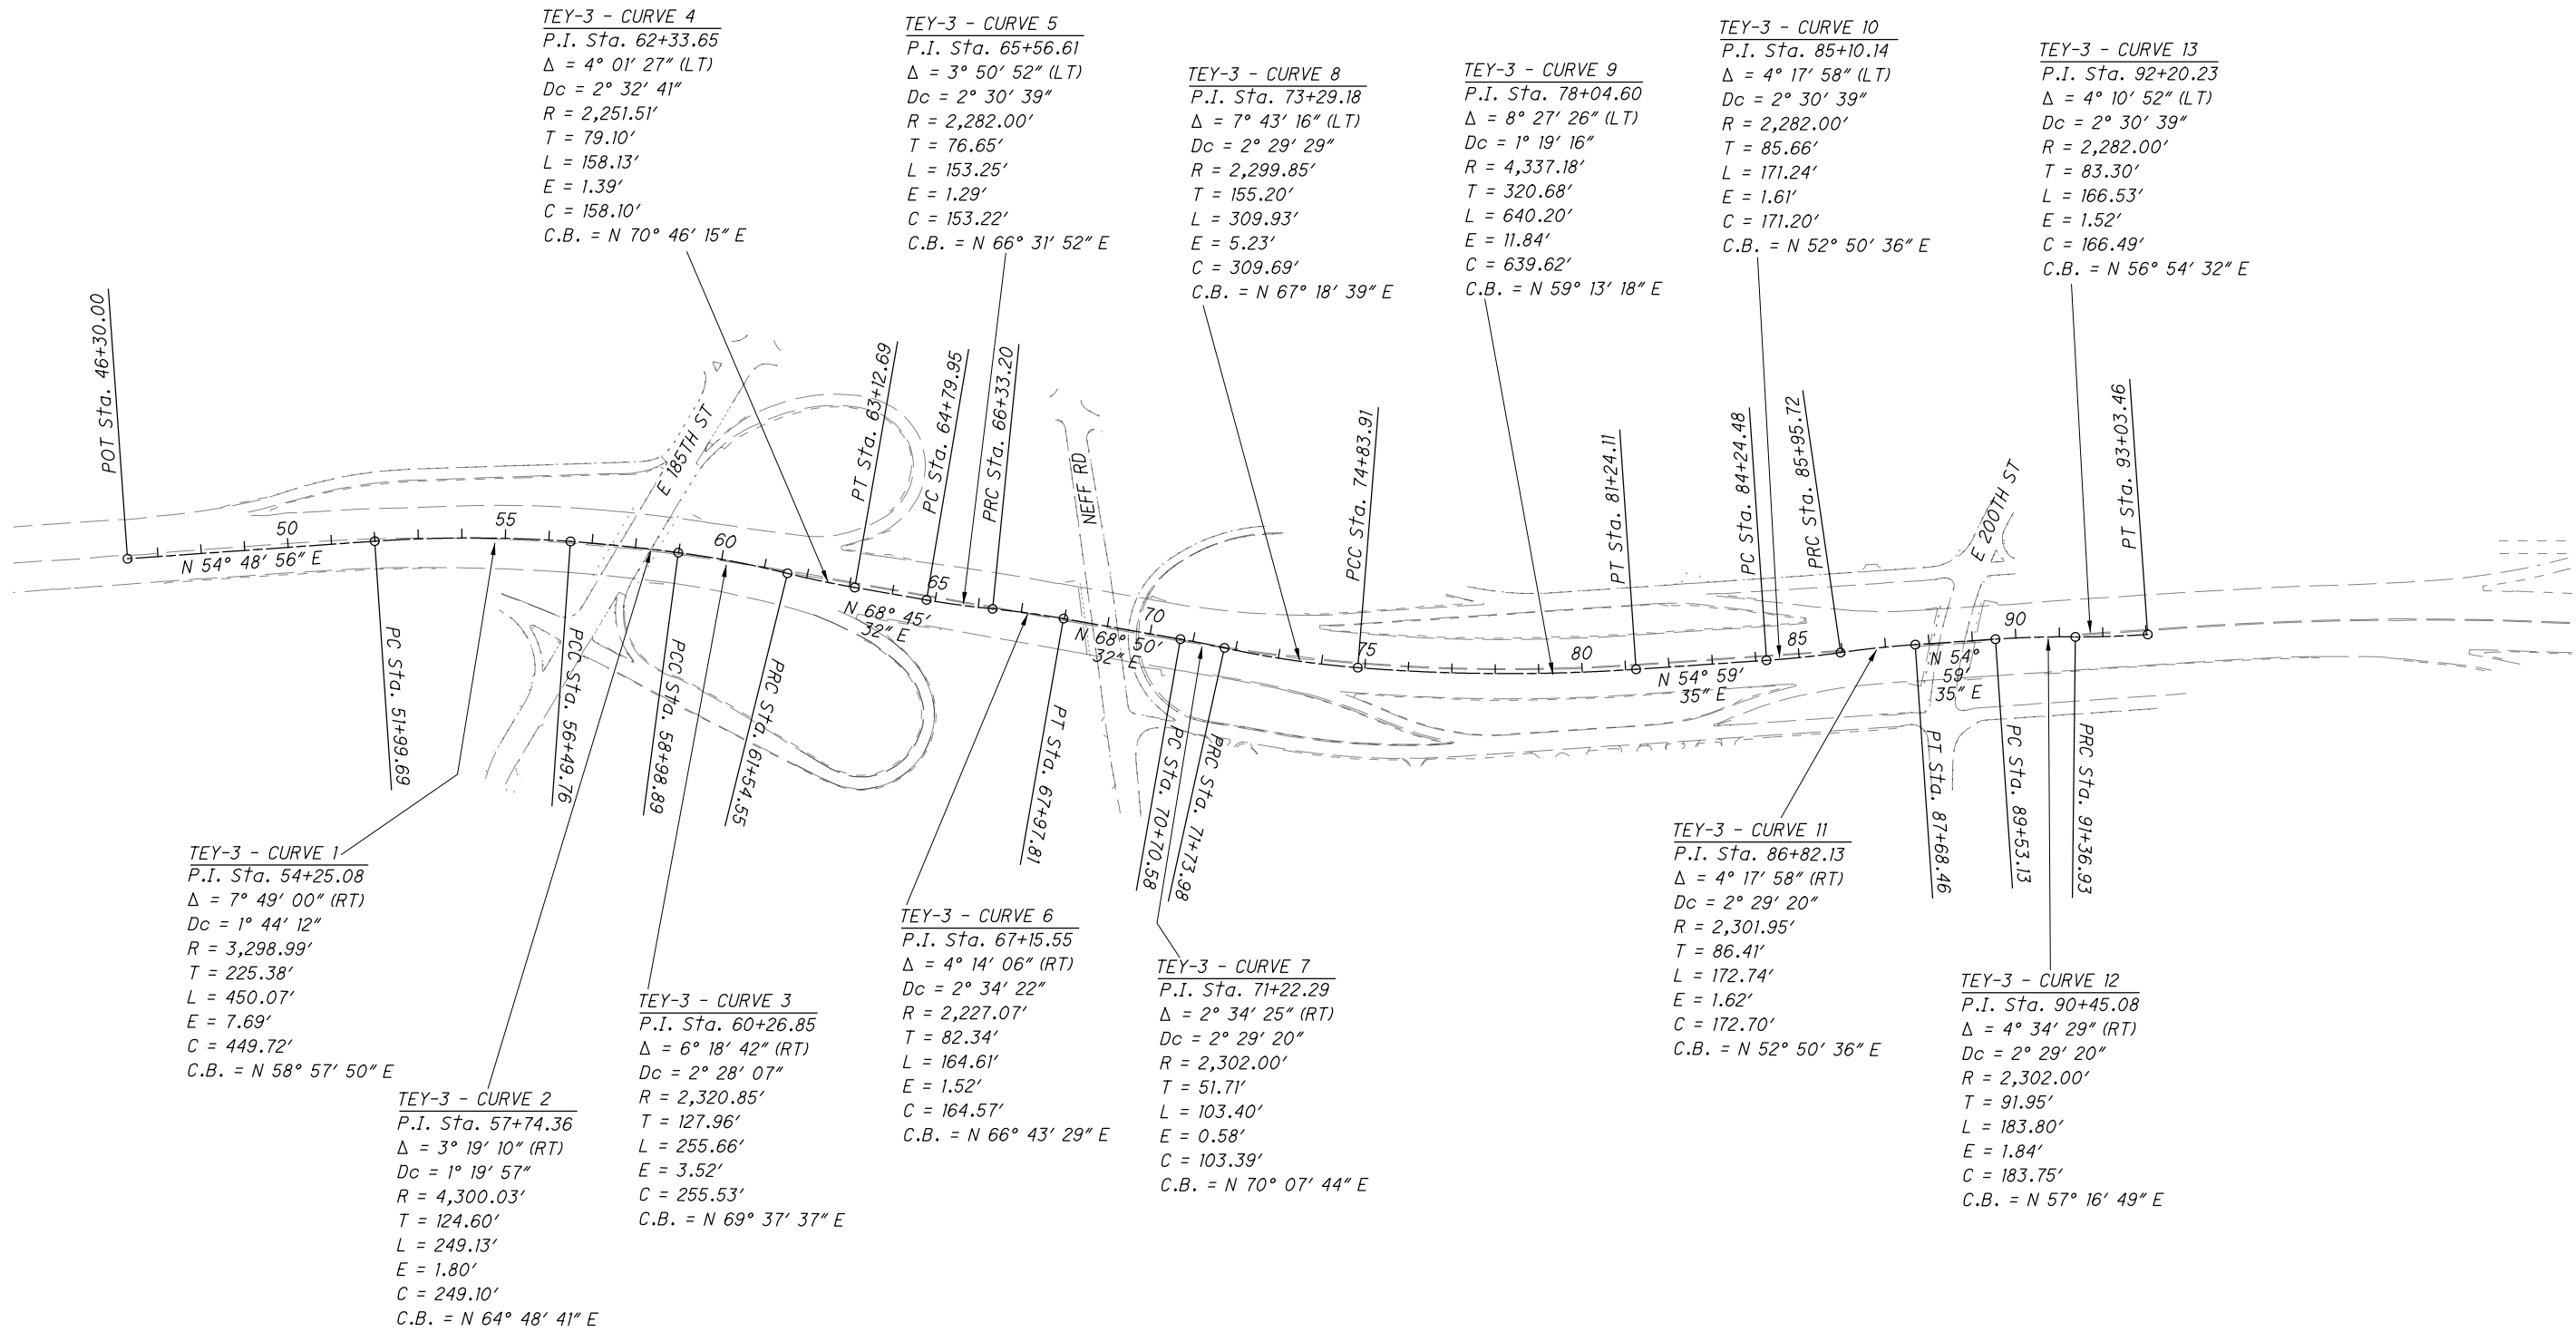 TEY-3 - CURVE 4
P.I. Sta. 62+33.65
Δ = 4° 01' 27" (LT)
Dc = 2° 32' 41"
R = 2,251.51'
T = 79.10'
L = 158.13'
E = 1.39'
C = 158.10'
C.B. = N 70° 46' 15" E
TEY-3 - CURVE 5
P.I. Sta. 65+56.61
Δ = 3° 50' 52" (LT)
Dc = 2° 30' 39"
R = 2,282.00'
T = 76.65'
L = 153.25'
E = 1.29'
C = 153.22'
C.B. = N 66° 31' 52" E
TEY-3 - CURVE 8
P.I. Sta. 73+29.18
Δ = 7° 43' 16" (LT)
Dc = 2° 29' 29"
R = 2,299.85'
T = 155.20'
L = 309.93'
E = 5.23'
C = 309.69'
C.B. = N 67° 18' 39" E
TEY-3 - CURVE 9
P.I. Sta. 78+04.60
Δ = 8° 27' 26" (LT)
Dc = 1° 19' 16"
R = 4,337.18'
T = 320.68'
L = 640.20'
E = 11.84'
C = 639.62'
C.B. = N 59° 13' 18" E
TEY-3 - CURVE 10
P.I. Sta. 85+10.14
Δ = 4° 17' 58" (LT)
Dc = 2° 30' 39"
R = 2,282.00'
T = 85.66'
L = 171.24'
E = 1.61'
C = 171.20'
C.B. = N 52° 50' 36" E
TEY-3 - CURVE 13
P.I. Sta. 92+20.23
Δ = 4° 10' 52" (LT)
Dc = 2° 30' 39"
R = 2,282.00'
T = 83.30'
L = 166.53'
E = 1.52'
C = 166.49'
C.B. = N 56° 54' 32" E
POT Sta. 46+30.00
E 185TH ST
PT Sta. 63+12.69
PC Sta. 64+79.95
PRC Sta. 66+33.20
NEFF RD
PCC Sta. 74+83.91
PT Sta. 81+24.11
PC Sta. 84+24.48
PRC Sta. 85+95.72
E 200TH ST
PT Sta. 93+03.46
50
55
60
65
70
75
80
85
90
N 54° 48' 56" E
N 68° 45'
32" E
N 68° 50'
32" E
N 54° 59'
35" E
N 54°
59'
35" E
PC Sta. 51+99.69
PCC Sta. 56+49.76
PCC Sta. 58+98.89
PRC Sta. 61+54.55
PT Sta. 67+97.81
PC Sta. 70+70.58
PRC Sta. 71+73.98
PT Sta. 87+68.46
PC Sta. 89+53.13
PRC Sta. 91+36.93
TEY-3 - CURVE 1
P.I. Sta. 54+25.08
Δ = 7° 49' 00" (RT)
Dc = 1° 44' 12"
R = 3,298.99'
T = 225.38'
L = 450.07'
E = 7.69'
C = 449.72'
C.B. = N 58° 57' 50" E
TEY-3 - CURVE 2
P.I. Sta. 57+74.36
Δ = 3° 19' 10" (RT)
Dc = 1° 19' 57"
R = 4,300.03'
T = 124.60'
L = 249.13'
E = 1.80'
C = 249.10'
C.B. = N 64° 48' 41" E
TEY-3 - CURVE 3
P.I. Sta. 60+26.85
Δ = 6° 18' 42" (RT)
Dc = 2° 28' 07"
R = 2,320.85'
T = 127.96'
L = 255.66'
E = 3.52'
C = 255.53'
C.B. = N 69° 37' 37" E
TEY-3 - CURVE 6
P.I. Sta. 67+15.55
Δ = 4° 14' 06" (RT)
Dc = 2° 34' 22"
R = 2,227.07'
T = 82.34'
L = 164.61'
E = 1.52'
C = 164.57'
C.B. = N 66° 43' 29" E
TEY-3 - CURVE 7
P.I. Sta. 71+22.29
Δ = 2° 34' 25" (RT)
Dc = 2° 29' 20"
R = 2,302.00'
T = 51.71'
L = 103.40'
E = 0.58'
C = 103.39'
C.B. = N 70° 07' 44" E
TEY-3 - CURVE 11
P.I. Sta. 86+82.13
Δ = 4° 17' 58" (RT)
Dc = 2° 29' 20"
R = 2,301.95'
T = 86.41'
L = 172.74'
E = 1.62'
C = 172.70'
C.B. = N 52° 50' 36" E
TEY-3 - CURVE 12
P.I. Sta. 90+45.08
Δ = 4° 34' 29" (RT)
Dc = 2° 29' 20"
R = 2,302.00'
T = 91.95'
L = 183.80'
E = 1.84'
C = 183.75'
C.B. = N 57° 16' 49" E